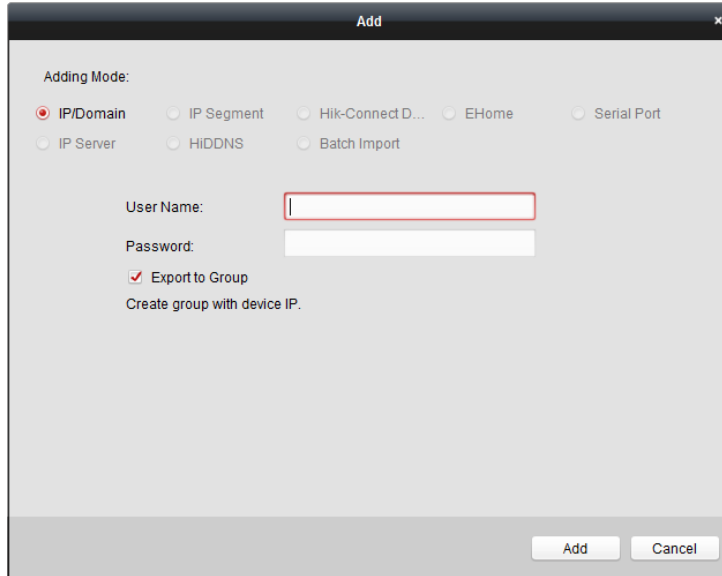 Add
Adding Mode:
IP/Domain IP Segment Hik-Connect D... EHome Serial Port
IP Server HiDDNS Batch Import
User Name:
Password:
Export to Group
Create group with device IP.
Add Cancel